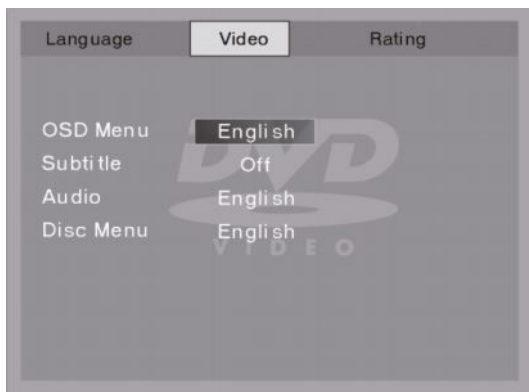 Language Video Rating
OSD Menu English
Subtitle Off
Audio English
Disc Menu English
DVD
VIDEO